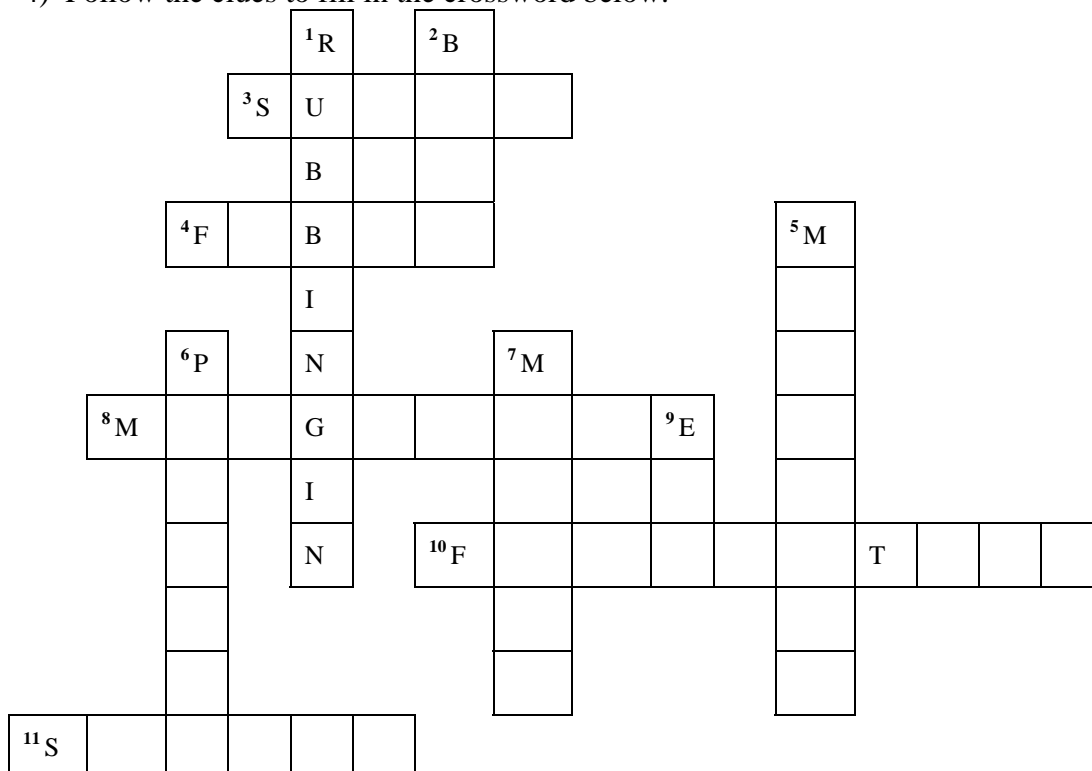 4) Follow the clues to fill in the crossword below.
1R 2B
3S U
B
4F B 5M
I
6P N 7M
8M G 9E
I
N 10F T
11S